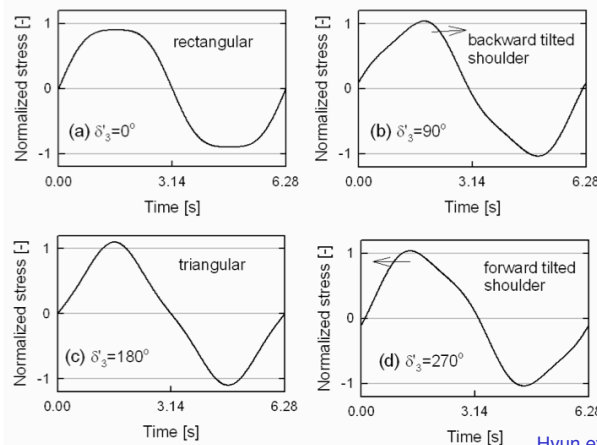 Normalized stress [-]
1
0
-1
rectangular
(a) δ'₃=0°
0.00
3.14
6.28
Time [s]
Normalized stress [-]
1
0
-1
backward tilted
shoulder
(b) δ'₃=90°
0.00
3.14
6.28
Time [s]
Normalized stress [-]
1
0
-1
triangular
(c) δ'₃=180°
0.00
3.14
6.28
Time [s]
Normalized stress [-]
1
0
-1
forward tilted
shoulder
(d) δ'₃=270°
0.00
3.14
6.28
Time [s]
Hyun